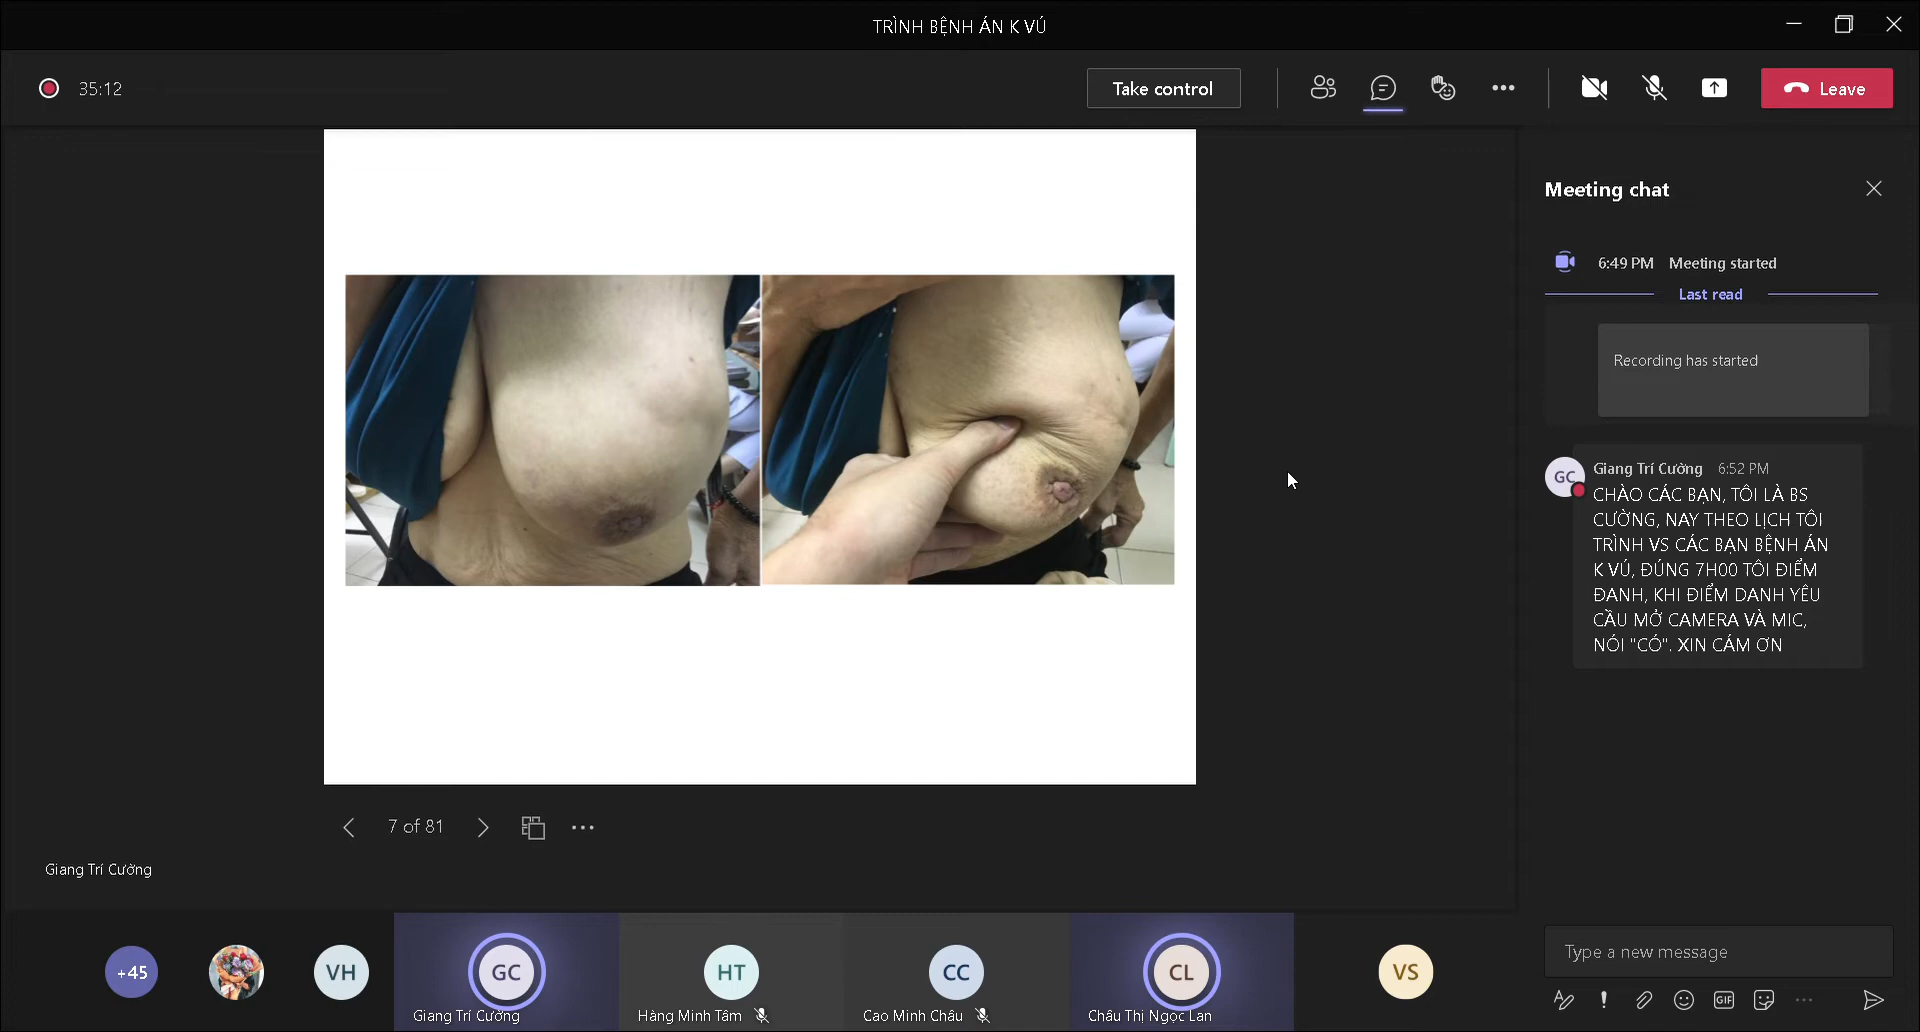 TRÌNH BỆNH ÁN K VÚ
35:12
Take control
Leave
Meeting chat
6:49 PM Meeting started
Last read
Recording has started
GC
Giang Trí Cường 6:52 PM
CHÀO CÁC BẠN, TÔI LÀ BS
CƯỜNG, NAY THEO LỊCH TÔI
TRÌNH VS CÁC BẠN BỆNH ÁN
K VÚ, ĐÚNG 7H00 TÔI ĐIỂM
ĐANH, KHI ĐIỂM DANH YÊU
CẦU MỞ CAMERA VÀ MIC,
NÓI "CÓ". XIN CÁM ƠN
7 of 81
Giang Trí Cường
+45
VH
GC
Giang Trí Cường
HT
Hàng Minh Tâm
CC
Cao Minh Châu
CL
Châu Thị Ngọc Lan
VS
Type a new message
GIF